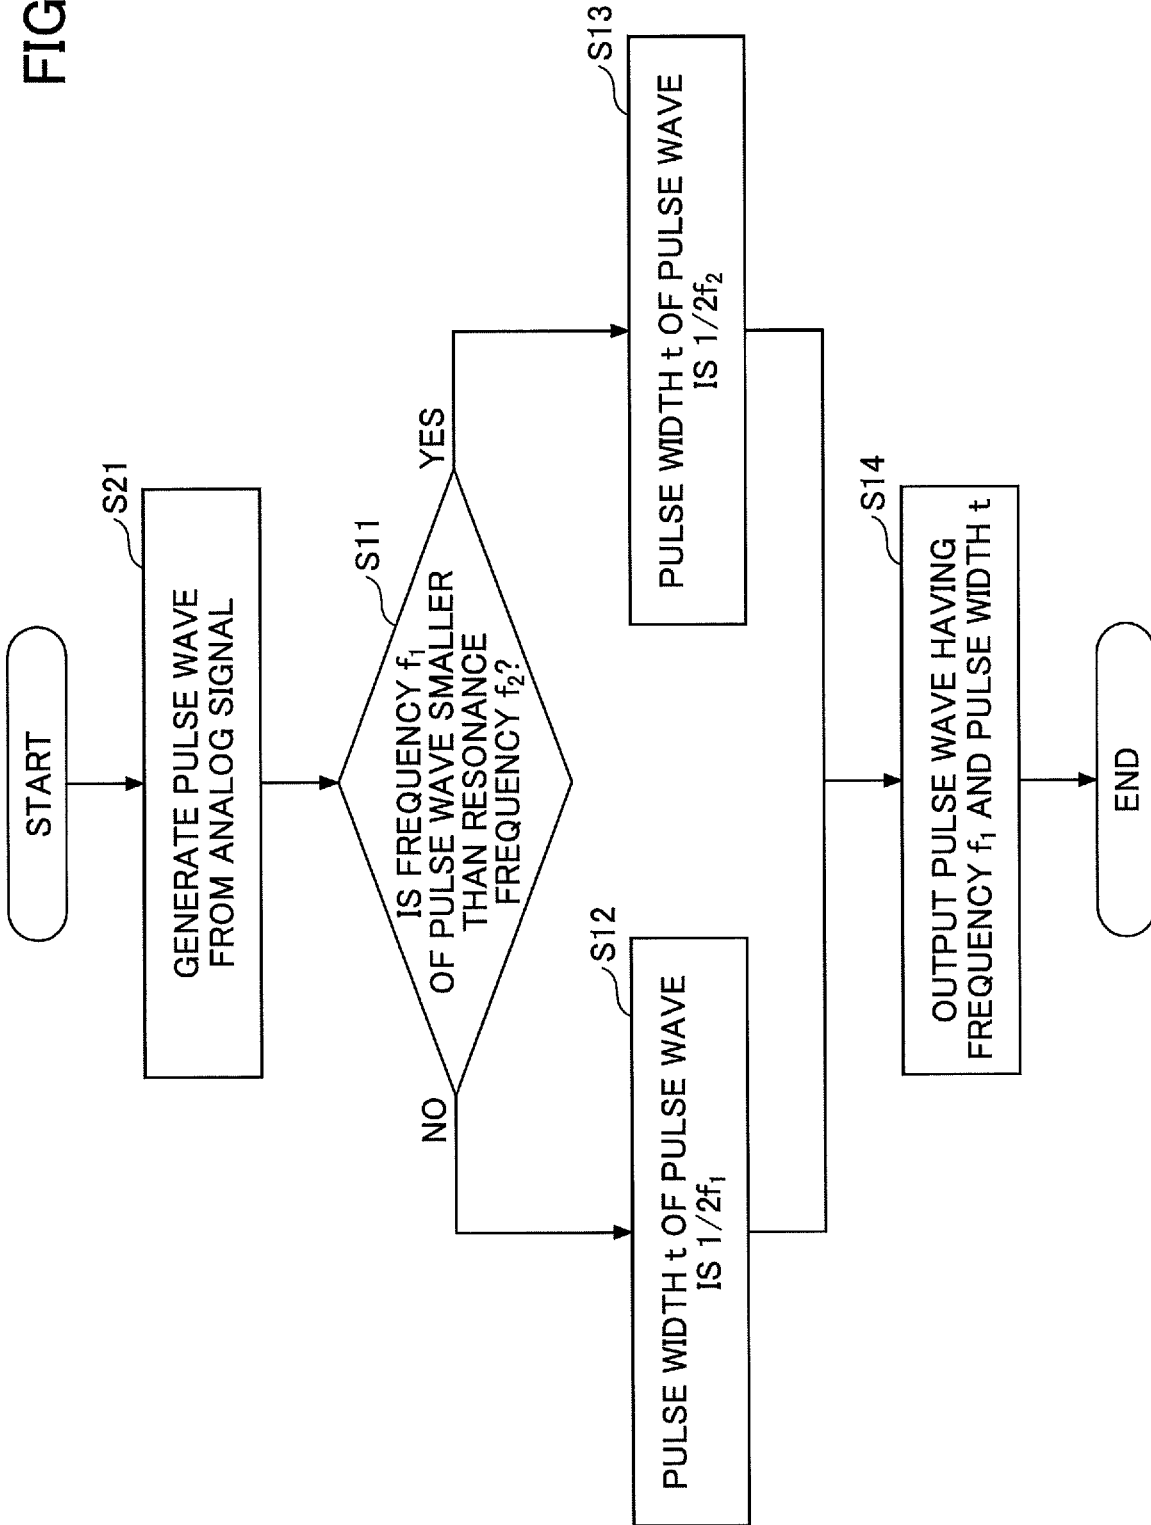 FIG
START
S21
GENERATE PULSE WAVE
FROM ANALOG SIGNAL
S11
IS FREQUENCY f₁
OF PULSE WAVE SMALLER
THAN RESONANCE
FREQUENCY f₂?
NO
YES
S12
PULSE WIDTH t OF PULSE WAVE
IS 1/2f₁
S13
PULSE WIDTH t OF PULSE WAVE
IS 1/2f₂
S14
OUTPUT PULSE WAVE HAVING
FREQUENCY f₁ AND PULSE WIDTH t
END